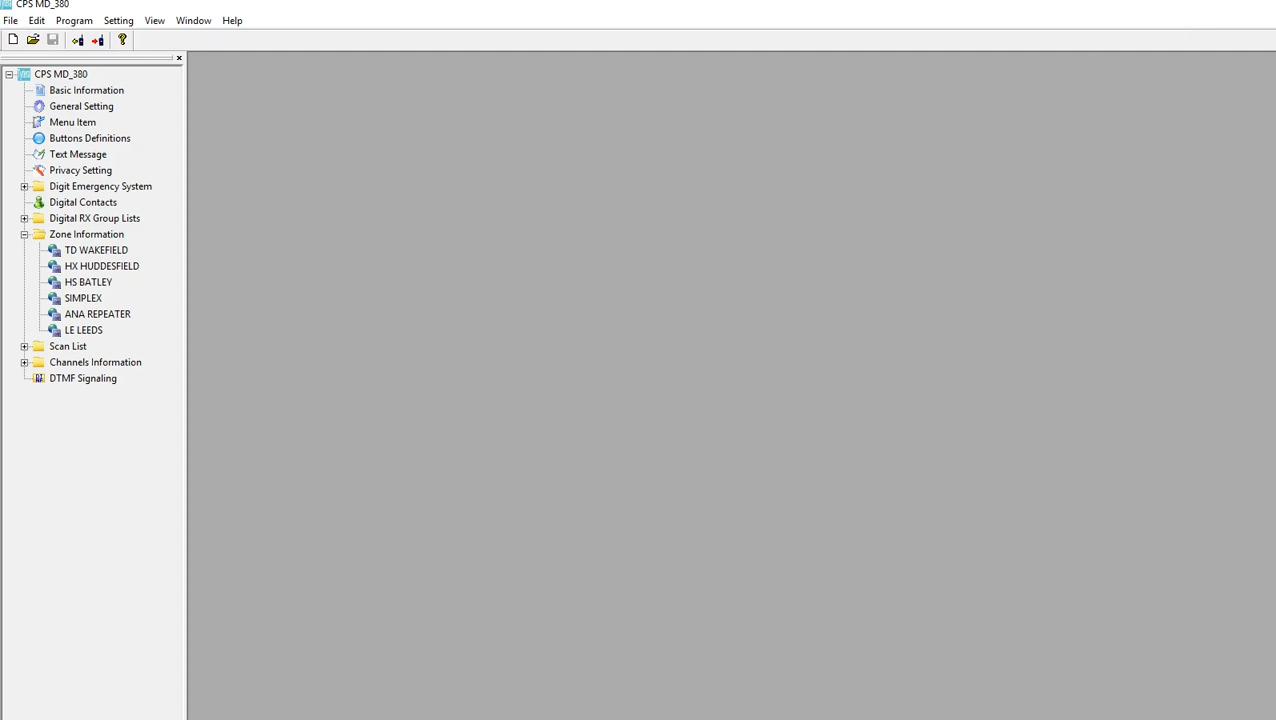 CPS MD_380
File Edit Program Setting View Window Help
CPS MD_380
Basic Information
General Setting
Menu Item
Buttons Definitions
Text Message
Privacy Setting
Digit Emergency System
Digital Contacts
Digital RX Group Lists
Zone Information
TD WAKEFIELD
HX HUDDESFIELD
HS BATLEY
SIMPLEX
ANA REPEATER
LE LEEDS
Scan List
Channels Information
DTMF Signaling